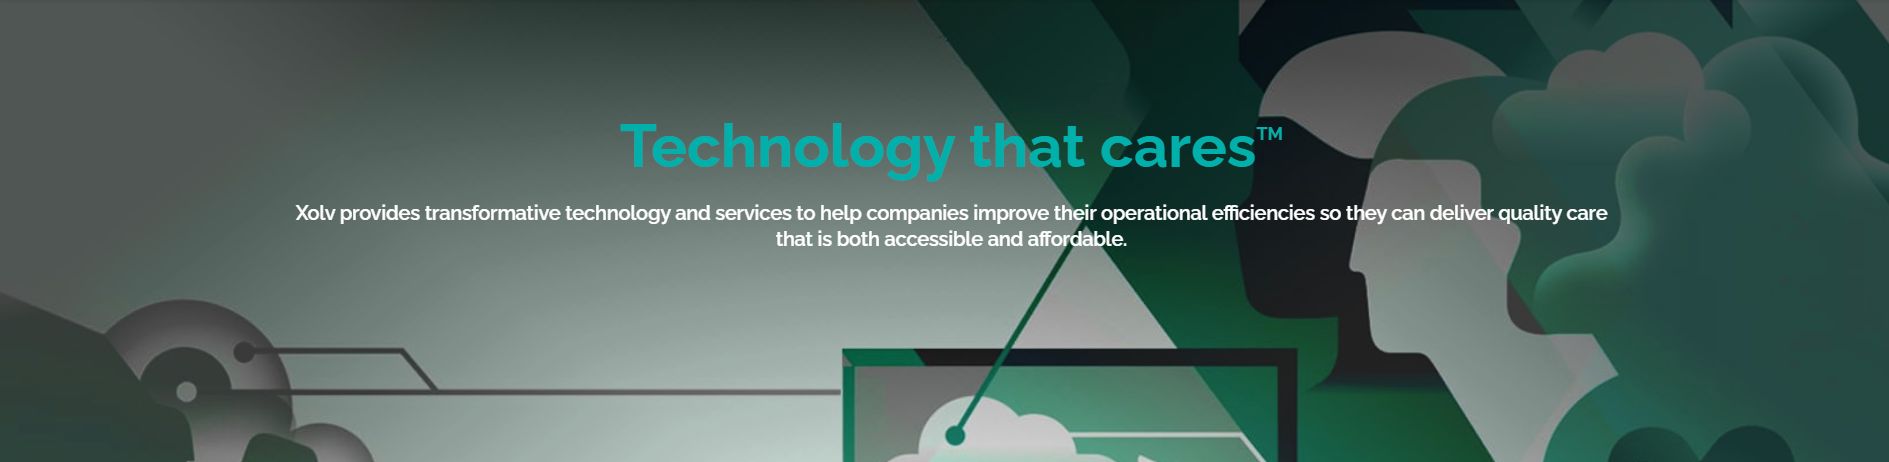 Technology that cares™
Xolv provides transformative technology and services to help companies improve their operational efficiencies so they can deliver quality care
that is both accessible and affordable.